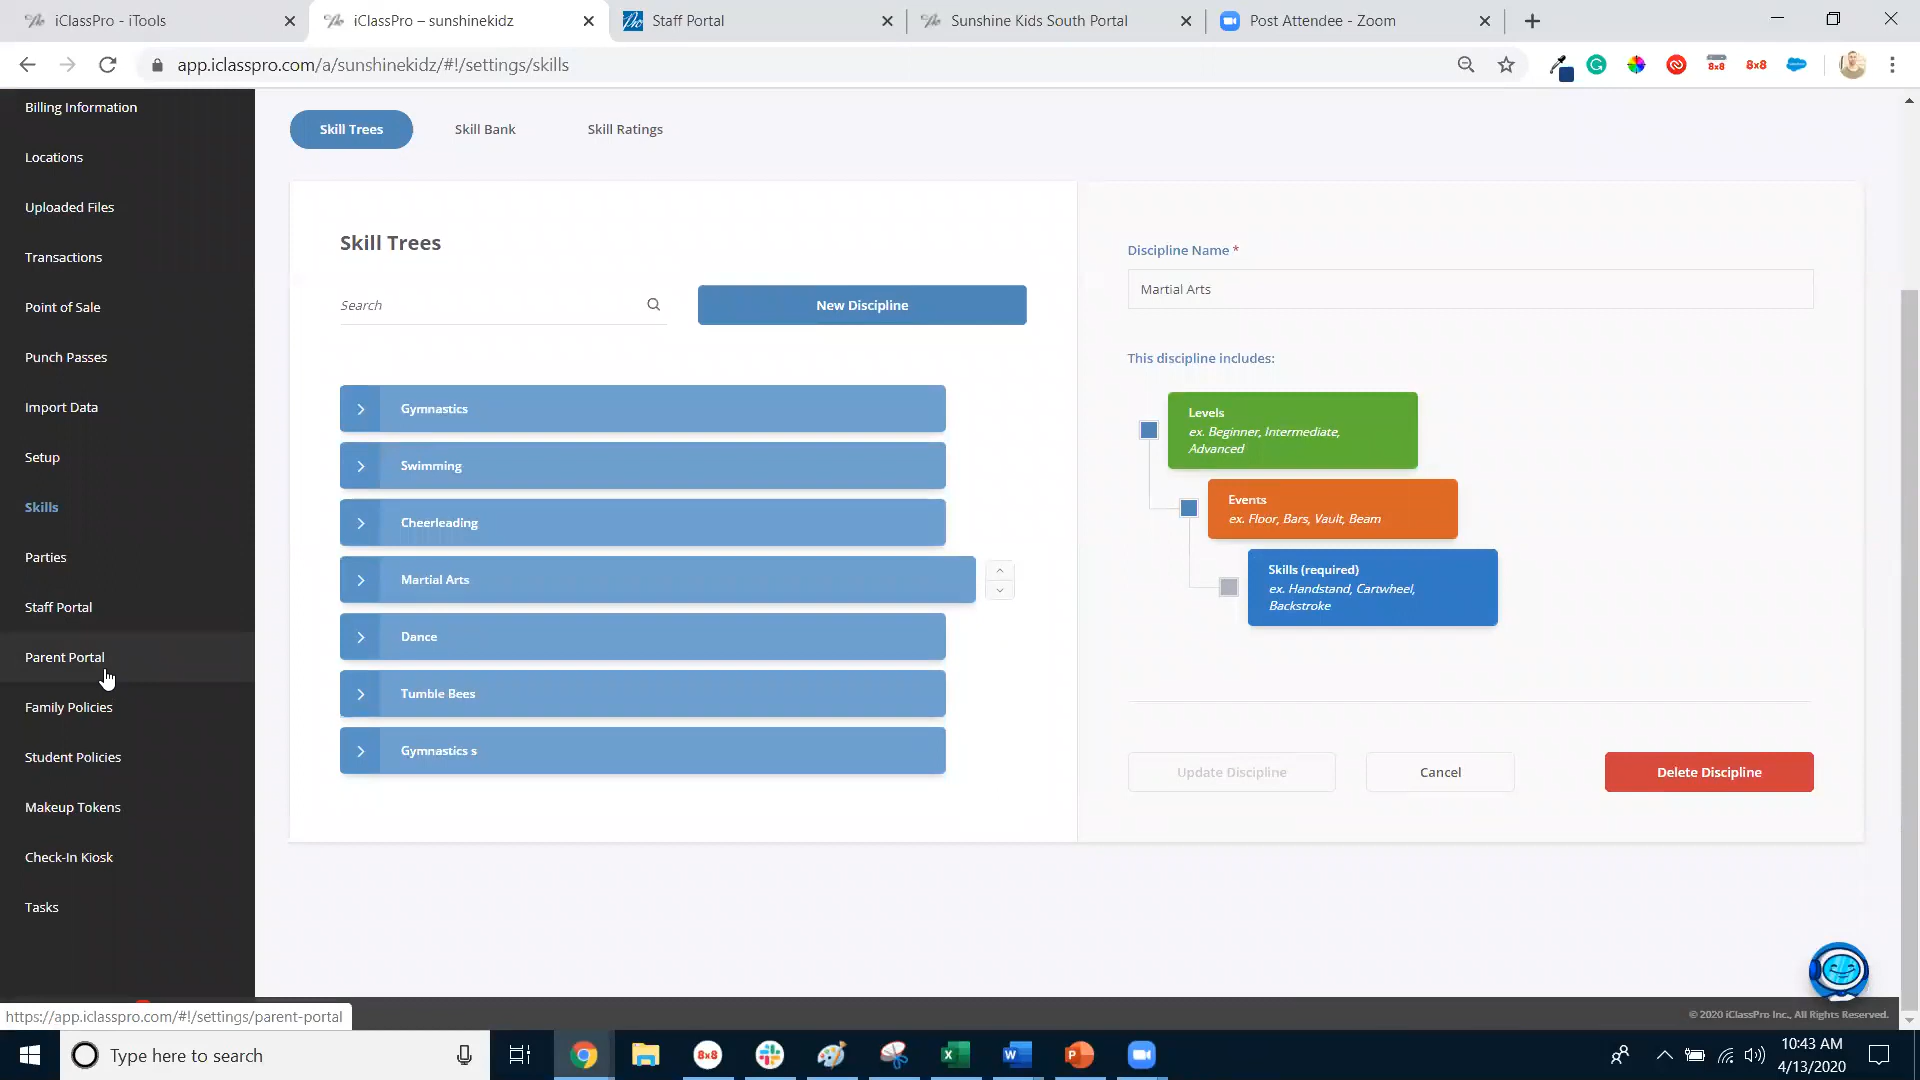 iClassPro - iTools
iClassPro – sunshinekidz
Staff Portal
Sunshine Kids South Portal
Post Attendee - Zoom
app.iclasspro.com/a/sunshinekidz/#!/settings/skills
8x8
8x8
Billing Information
Locations
Uploaded Files
Transactions
Point of Sale
Punch Passes
Import Data
Setup
Skills
Parties
Staff Portal
Parent Portal
Family Policies
Student Policies
Makeup Tokens
Check-In Kiosk
Tasks
Skill Trees
Skill Bank
Skill Ratings
Skill Trees
Search
New Discipline
Gymnastics
Swimming
Cheerleading
Martial Arts
Dance
Tumble Bees
Gymnastics s
Discipline Name *
Martial Arts
This discipline includes:
Levels
ex. Beginner, Intermediate,
Advanced
Events
ex. Floor, Bars, Vault, Beam
Skills (required)
ex. Handstand, Cartwheel,
Backstroke
Update Discipline
Cancel
Delete Discipline
https://app.iclasspro.com/#!/settings/parent-portal
© 2020 iClassPro Inc., All Rights Reserved.
Type here to search
8x8
10:43 AM
4/13/2020